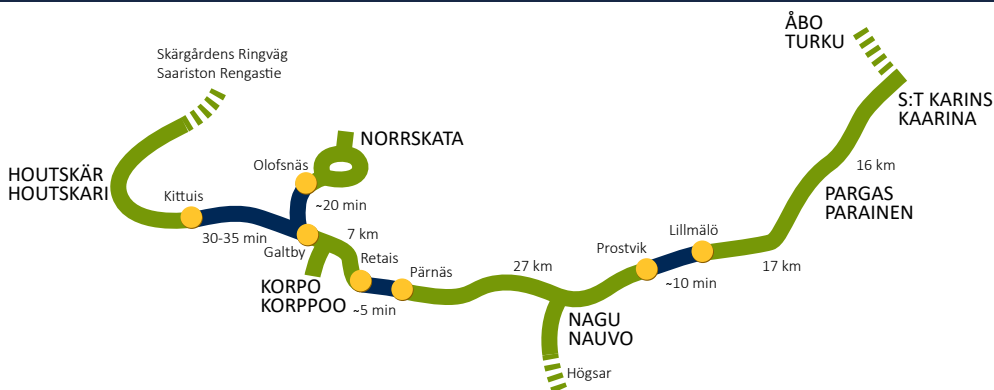 ÅBO
TURKU
Skärgårdens Ringväg
Saariston Rengastie
S:T KARINS
KAARINA
NORRSKATA
Olofsnäs
16 km
HOUTSKÄR
HOUTSKARI
Kittuis
~20 min
PARGAS
PARAINEN
30-35 min
Galtby
7 km
Retais
Pärnäs
Prostvik
Lillmälö
27 km
17 km
~10 min
KORPO
KORPPOO
~5 min
NAGU
NAUVO
Högsar